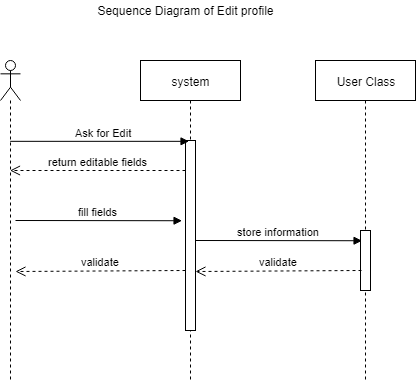 Sequence Diagram of Edit profile
system
User Class
Ask for Edit
return editable fields
fill fields
store information
validate
validate